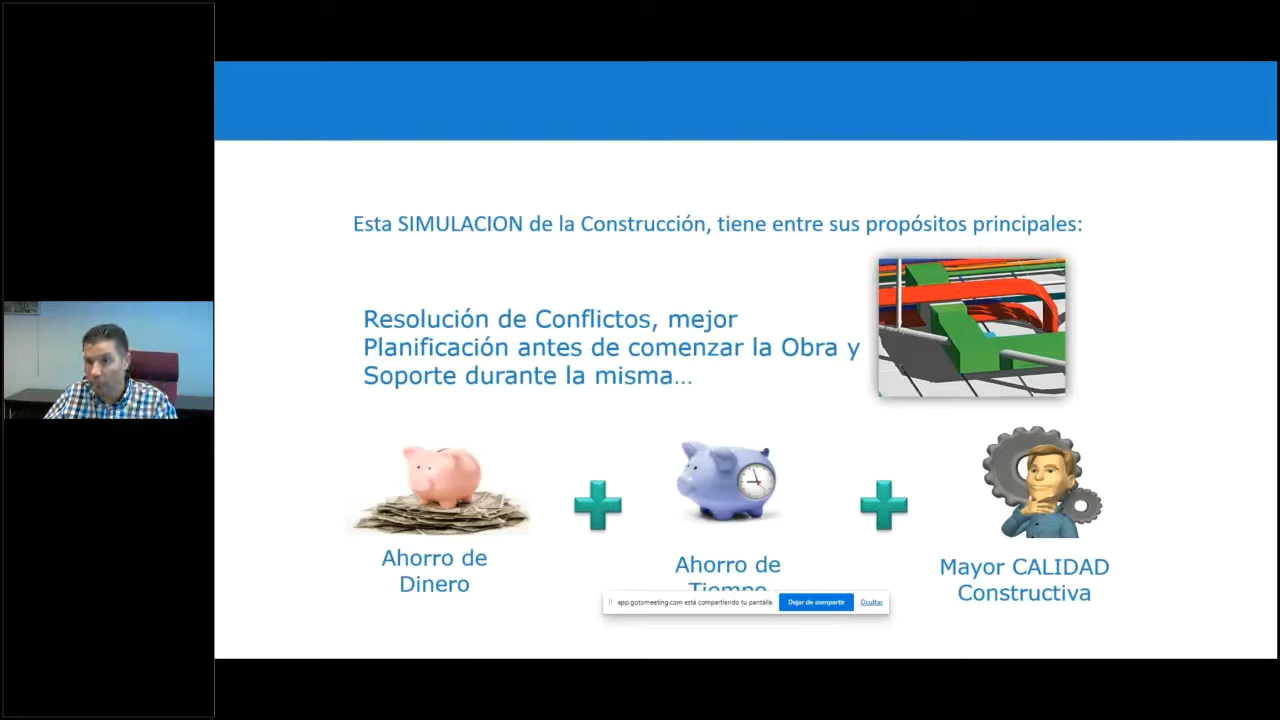 Esta SIMULACION de la Construcción, tiene entre sus propósitos principales:
Resolución de Conflictos, mejor
Planificación antes de comenzar la Obra y
Soporte durante la misma...
Ahorro de
Dinero
Ahorro de
Tiempo
Mayor CALIDAD
Constructiva
app.gotomeeting.com está compartiendo tu pantalla.
Dejar de compartir
Ocultar